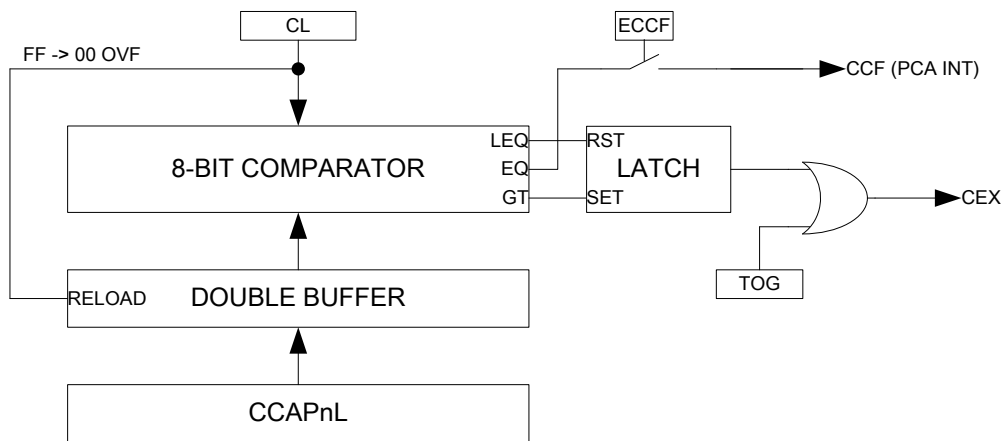 CL
ECCF
FF -> 00 OVF
CCF (PCA INT)
8-BIT COMPARATOR
LEQ
EQ
GT
RST
LATCH
SET
CEX
TOG
RELOAD
DOUBLE BUFFER
CCAPnL